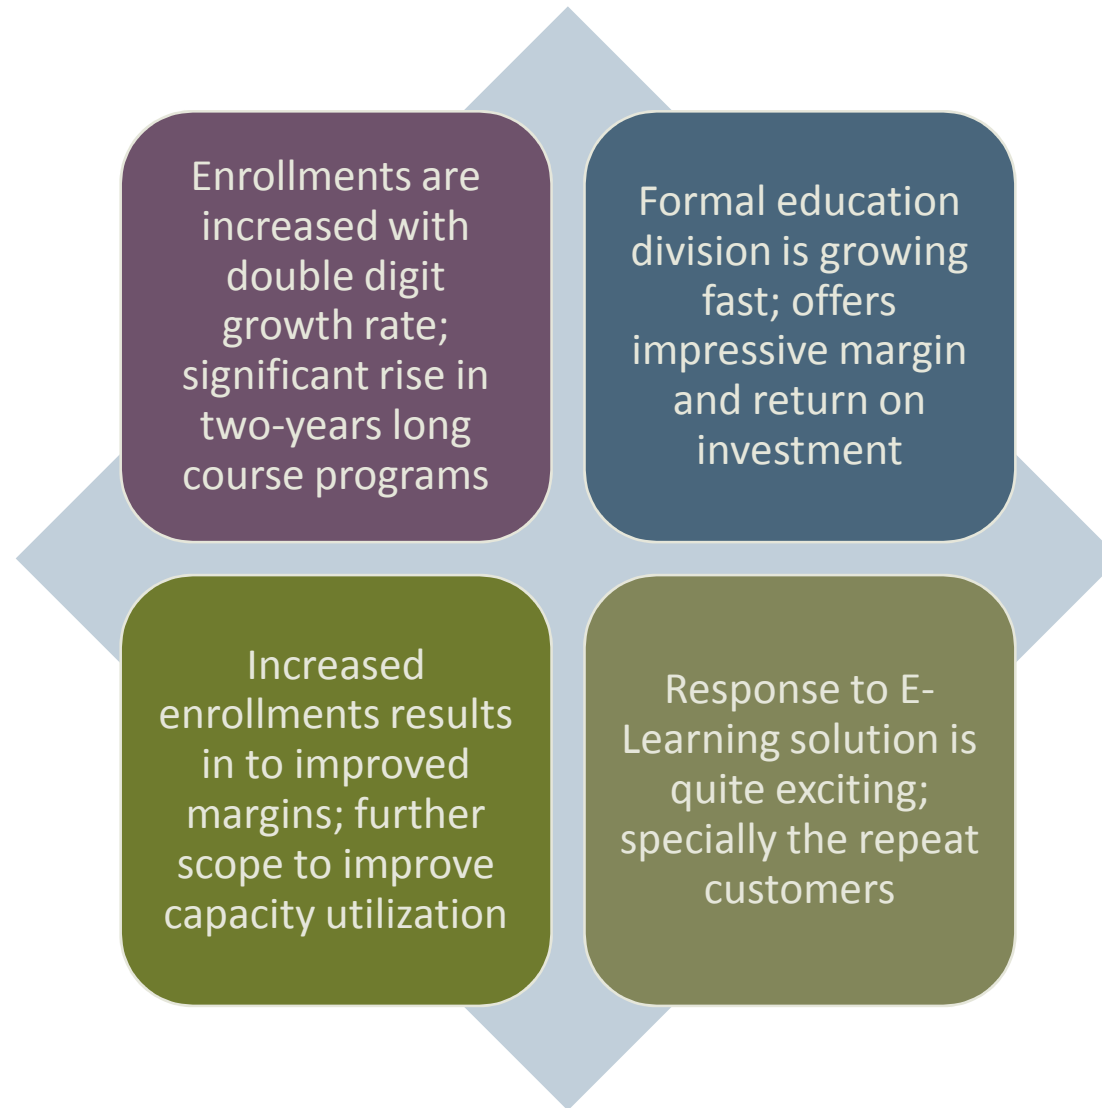 Enrollments are
increased with
double digit
growth rate;
significant rise in
two-years long
course programs
Formal education
division is growing
fast; offers
impressive margin
and return on
investment
Increased
enrollments results
in to improved
margins; further
scope to improve
capacity utilization
Response to E-
Learning solution is
quite exciting;
specially the repeat
customers